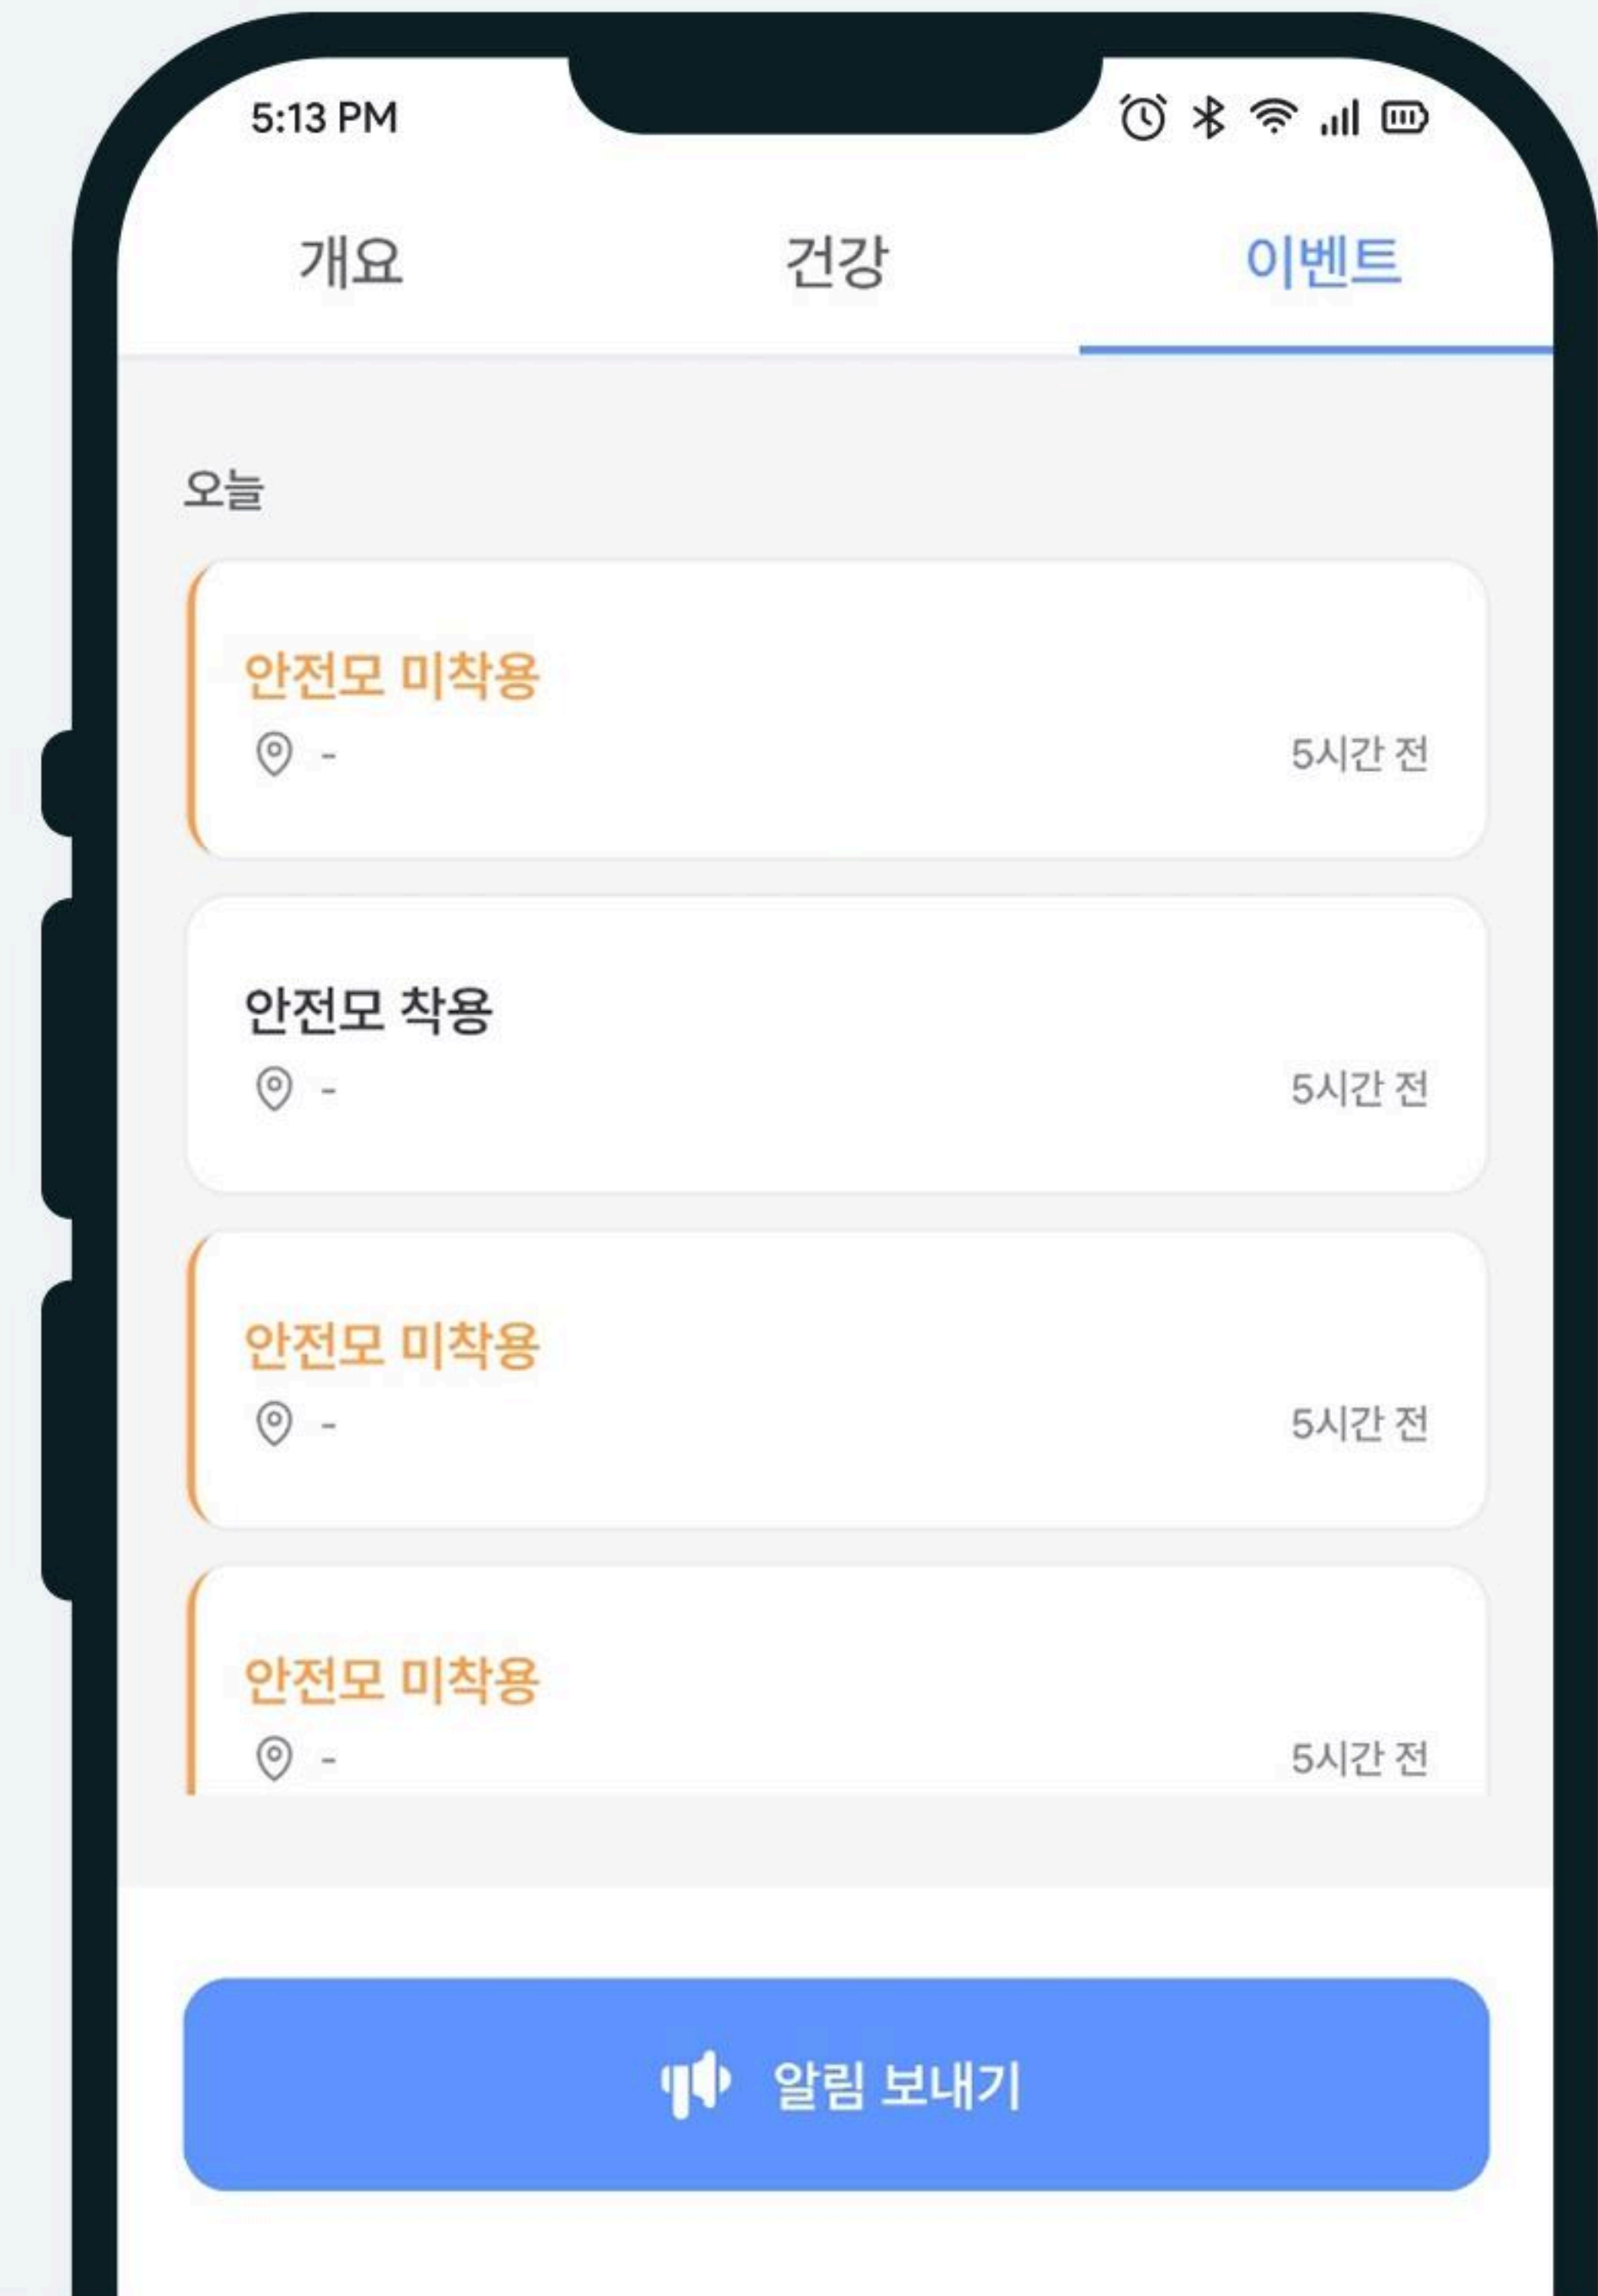 5:13 PM
개요 건강 이벤트
오늘
안전모 미착용
- 5시간 전
안전모 착용
- 5시간 전
안전모 미착용
- 5시간 전
안전모 미착용
- 5시간 전
알림 보내기